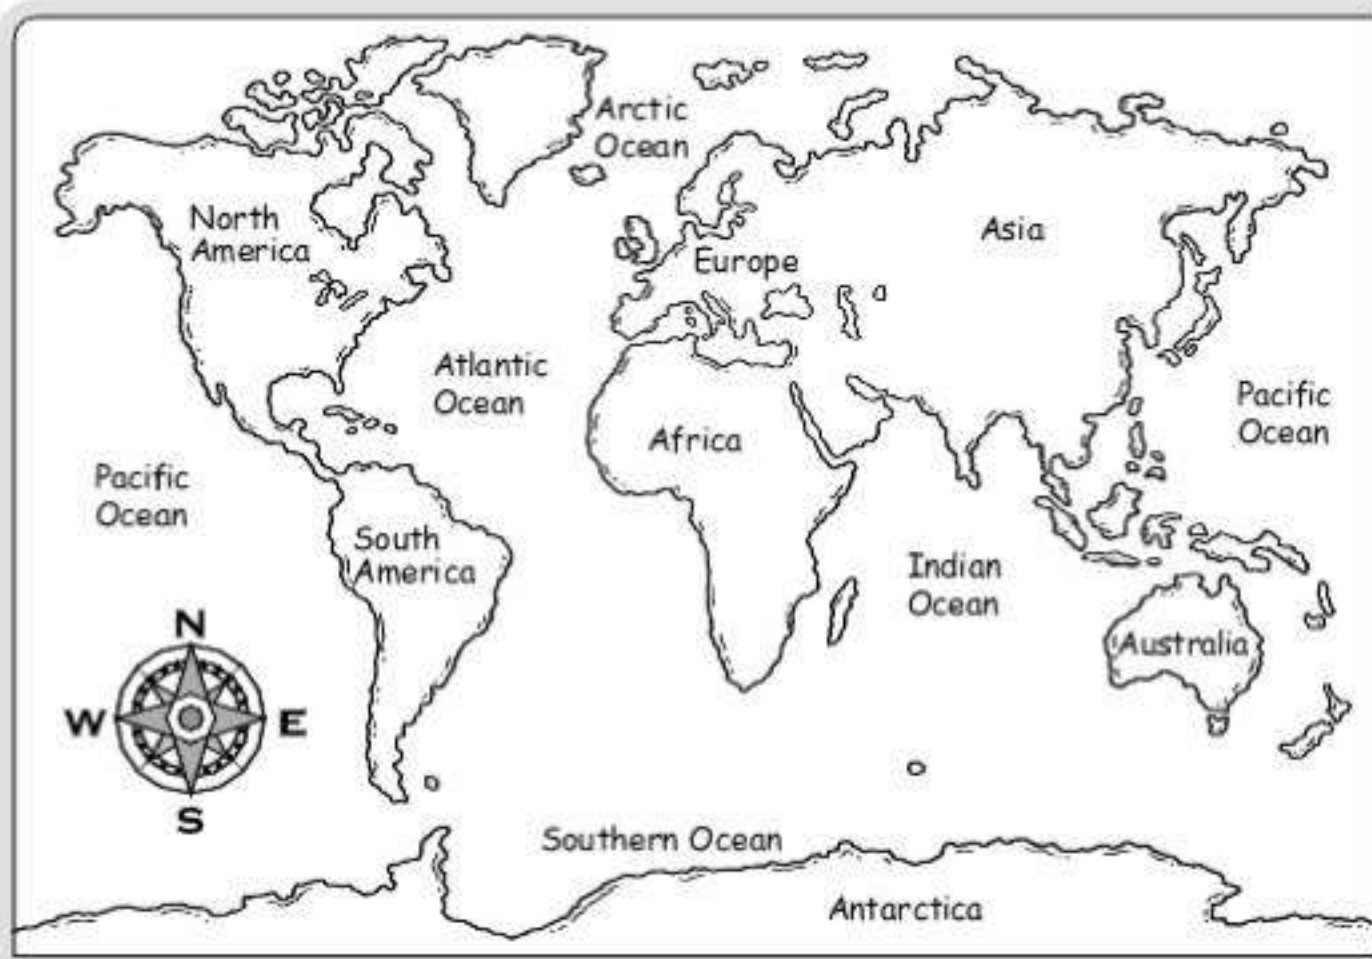 Arctic
Ocean
North
America
Asia
Europe
Atlantic
Ocean
Pacific
Ocean
Africa
Pacific
Ocean
South
America
Indian
Ocean
Australia
N
W
E
S
Southern Ocean
Antarctica